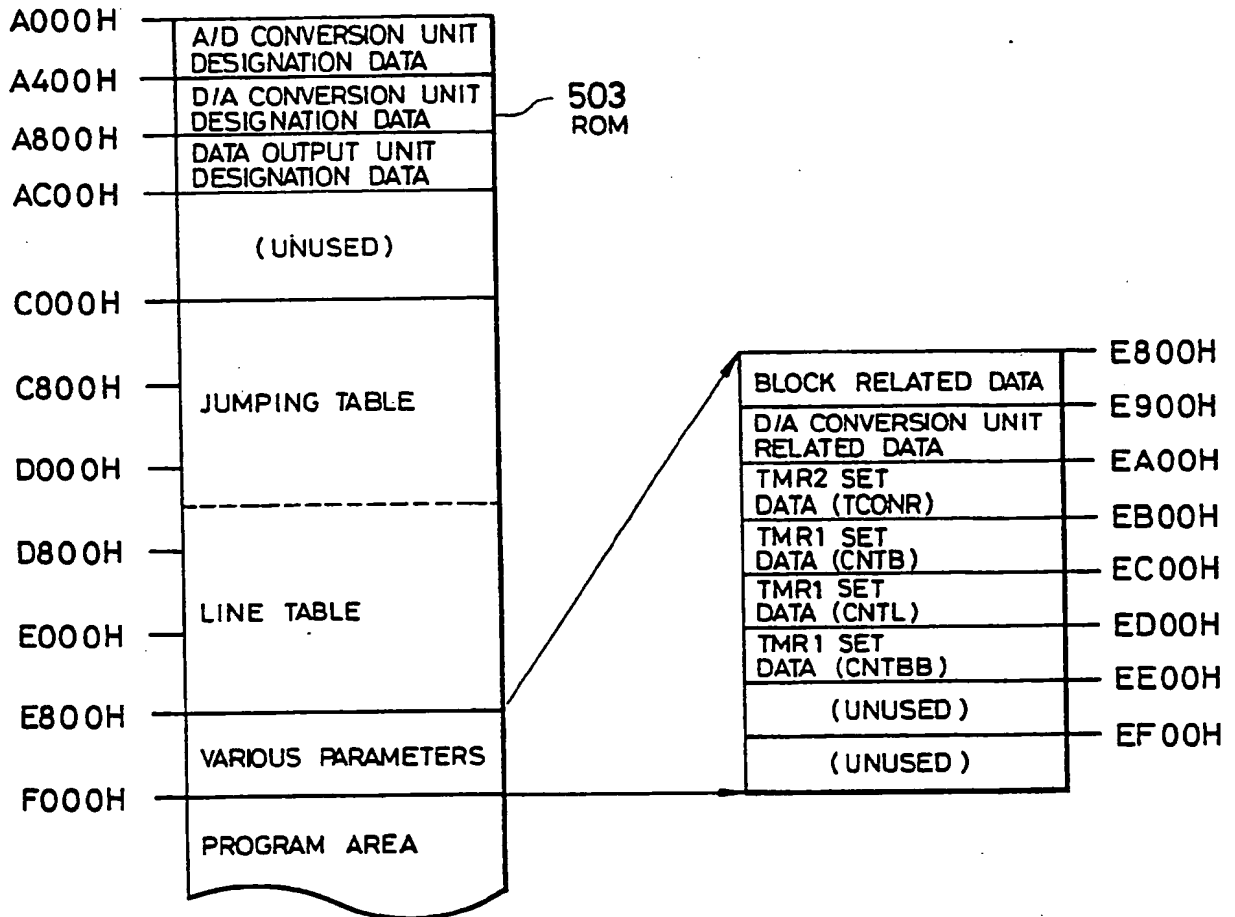 A000H
A/D CONVERSION UNIT
DESIGNATION DATA
A400H
D/A CONVERSION UNIT
DESIGNATION DATA
503
ROM
A800H
DATA OUTPUT UNIT
DESIGNATION DATA
AC00H
(UNUSED)
C000H
C800H
JUMPING TABLE
D000H
D800H
LINE TABLE
E000H
E800H
VARIOUS PARAMETERS
F000H
PROGRAM AREA
E800H
BLOCK RELATED DATA
E900H
D/A CONVERSION UNIT
RELATED DATA
EA00H
TMR2 SET
DATA (TCONR)
EB00H
TMR1 SET
DATA (CNTB)
EC00H
TMR1 SET
DATA (CNTL)
ED00H
TMR1 SET
DATA (CNTBB)
EE00H
(UNUSED)
EF00H
(UNUSED)